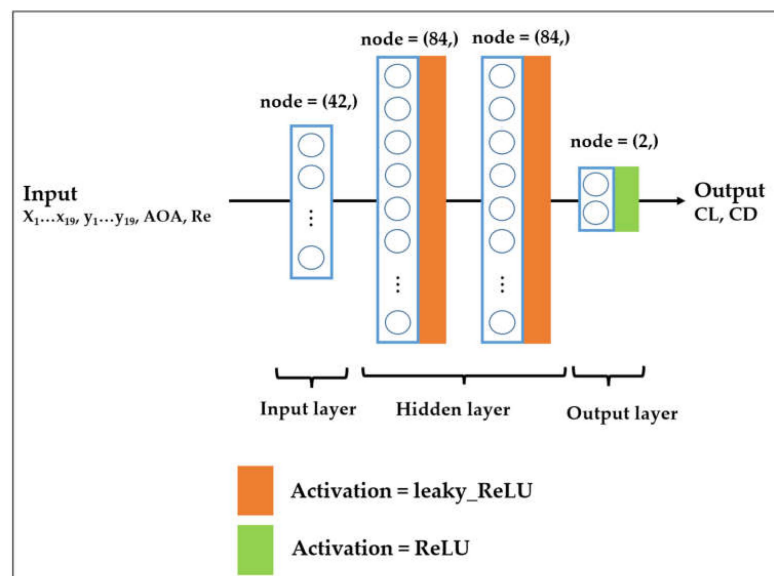 node = (84,) node = (84,)
node = (42,)
node = (2,)
Input
X₁...x₁₉, y₁...y₁₉, AOA, Re
...
...
...
Output
CL, CD
Input layer
Hidden layer
Output layer
Activation = leaky_ReLU
Activation = ReLU